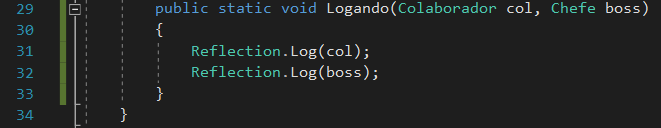 29 public static void Logando(Colaborador col, Chefe boss)
30 {
31 Reflection.Log(col);
32 Reflection.Log(boss);
33 }
34 }